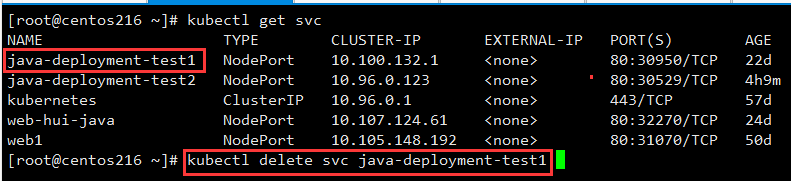 [root@centos216 ~]# kubectl get svc
NAME TYPE CLUSTER-IP EXTERNAL-IP PORT(S) AGE
java-deployment-test1 NodePort 10.100.132.1 <none> 80:30950/TCP 22d
java-deployment-test2 NodePort 10.96.0.123 <none> 80:30529/TCP 4h9m
kubernetes ClusterIP 10.96.0.1 <none> 443/TCP 57d
web-hui-java NodePort 10.107.124.61 <none> 80:32270/TCP 24d
web1 NodePort 10.105.148.192 <none> 80:31070/TCP 50d
[root@centos216 ~]# kubectl delete svc java-deployment-test1